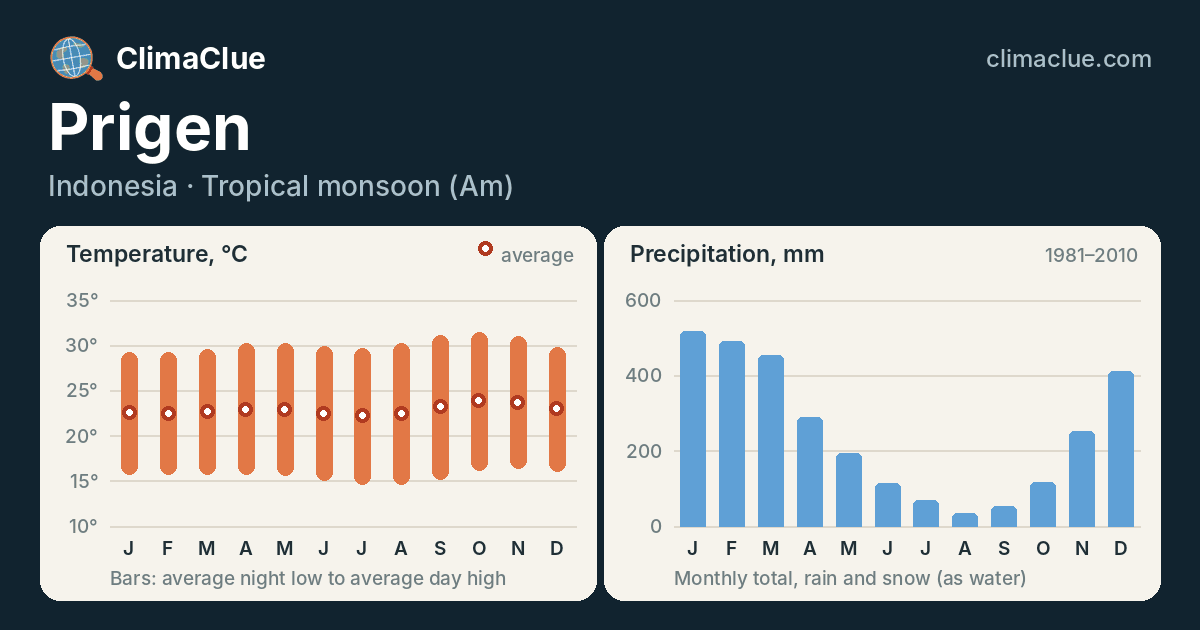 ClimaClue
climaclue.com
Prigen
Indonesia · Tropical monsoon (Am)
Temperature, °C
average
35°
30°
25°
20°
15°
10°
J F M A M J J A S O N D
Bars: average night low to average day high
Precipitation, mm
1981–2010
600
400
200
0
J F M A M J J A S O N D
Monthly total, rain and snow (as water)